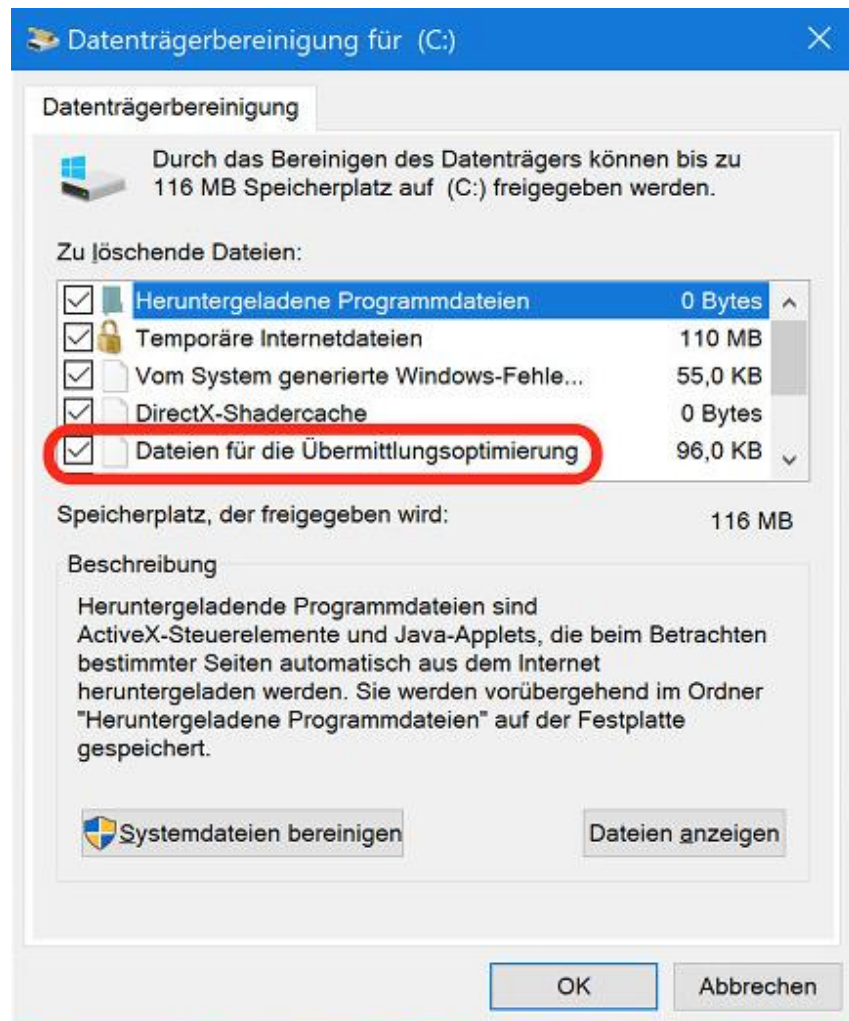 Datenträgerbereinigung für (C:)
Datenträgerbereinigung
Durch das Bereinigen des Datenträgers können bis zu
116 MB Speicherplatz auf (C:) freigegeben werden.
Zu löschende Dateien:
Heruntergeladene Programmdateien 0 Bytes
Temporäre Internetdateien 110 MB
Vom System generierte Windows-Fehle... 55,0 KB
DirectX-Shadercache 0 Bytes
Dateien für die Übermittlungsoptimierung 96,0 KB
Speicherplatz, der freigegeben wird: 116 MB
Beschreibung
Heruntergeladende Programmdateien sind
ActiveX-Steuerelemente und Java-Applets, die beim Betrachten
bestimmter Seiten automatisch aus dem Internet
heruntergeladen werden. Sie werden vorübergehend im Ordner
"Heruntergeladene Programmdateien" auf der Festplatte
gespeichert.
Systemdateien bereinigen Dateien anzeigen
OK Abbrechen